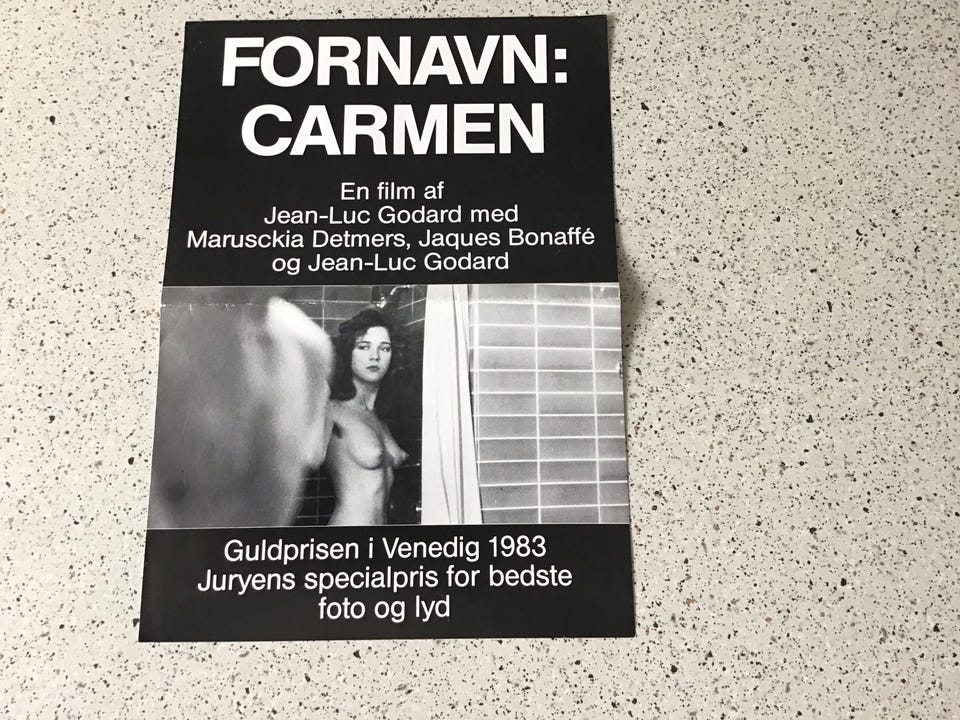 FORNAVN:
CARMEN
En film af
Jean-Luc Godard med
Marusckia Detmers, Jaques Bonaffé
og Jean-Luc Godard
Guldprisen i Venedig 1983
Juryens specialpris for bedste
foto og lyd